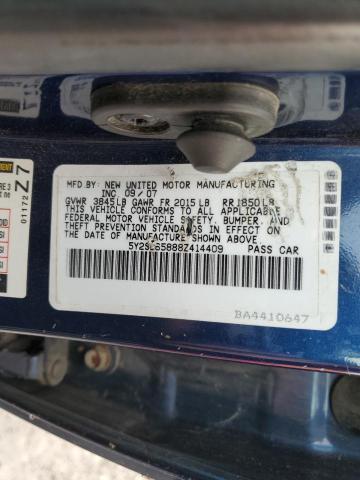 MFD. BY: NEW UNITED MOTOR MANUFACTURING
INC 09/07
GVWR 3845LB GAWR FR 2015 LB RR 1850LB
THIS VEHICLE CONFORMS TO ALL APPLICABLE
FEDERAL MOTOR VEHICLE SAFETY, BUMPER, AND
THEFT PREVENTION STANDARDS IN EFFECT ON
THE DATE OF MANUFACTURE SHOWN ABOVE.
5Y2SL65888Z414409 PASS CAR
BA4410647
01172
Z7